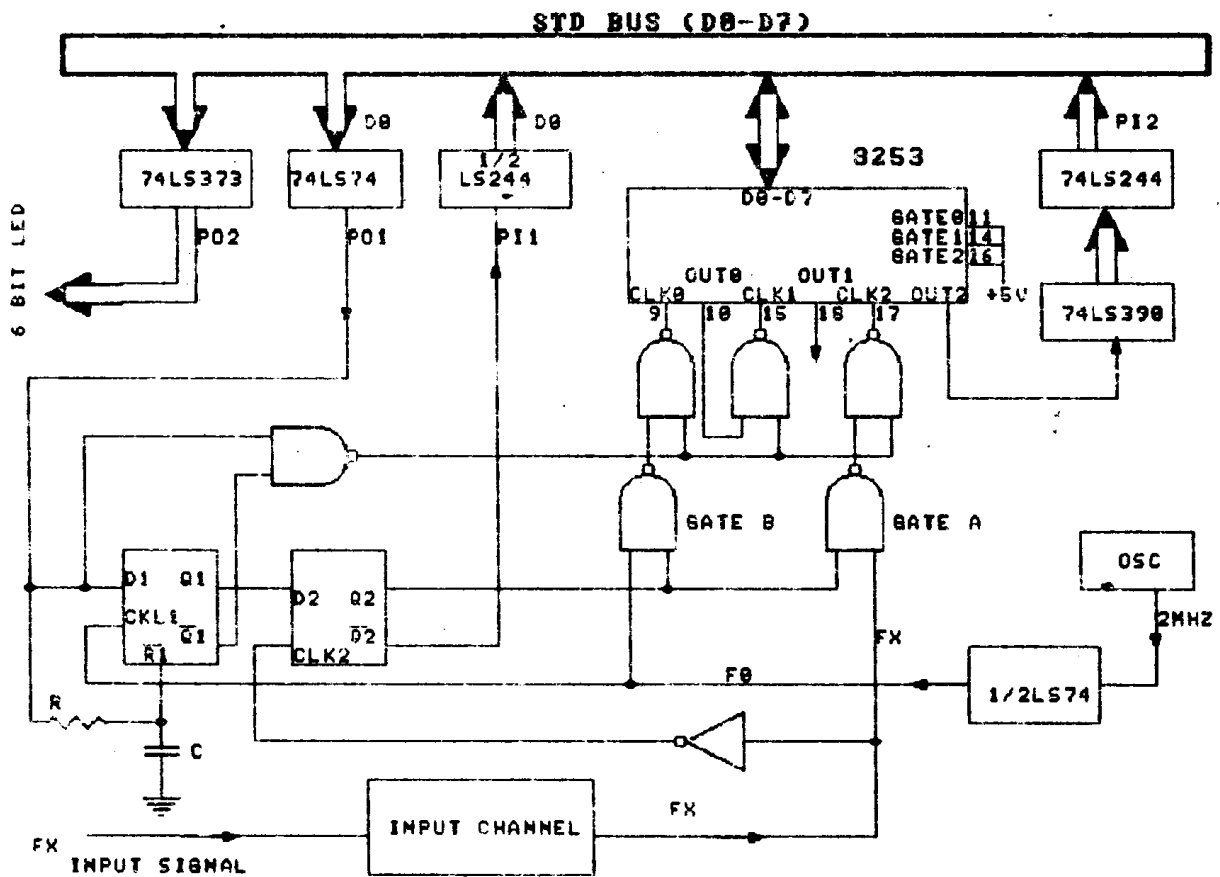 STD BUS (D0-D7)
D0
D0
PI2
74LS373
74LS74
1/2
LS244
8253
74LS244
D0-D7
GATE0 11
GATE1 14
GATE2 16
+5V
6 BIT LED
PO2
PO1
PI1
OUT0
OUT1
CLK0
CLK1
CLK2
OUT2
9
10
15
18
17
74LS390
GATE B
GATE A
OSC
2MHZ
D1
Q1
CKL1
Q1
R1
D2
Q2
Q2
CLK2
FX
F0
1/2LS74
R
C
INPUT CHANNEL
FX
FX
INPUT SIGNAL